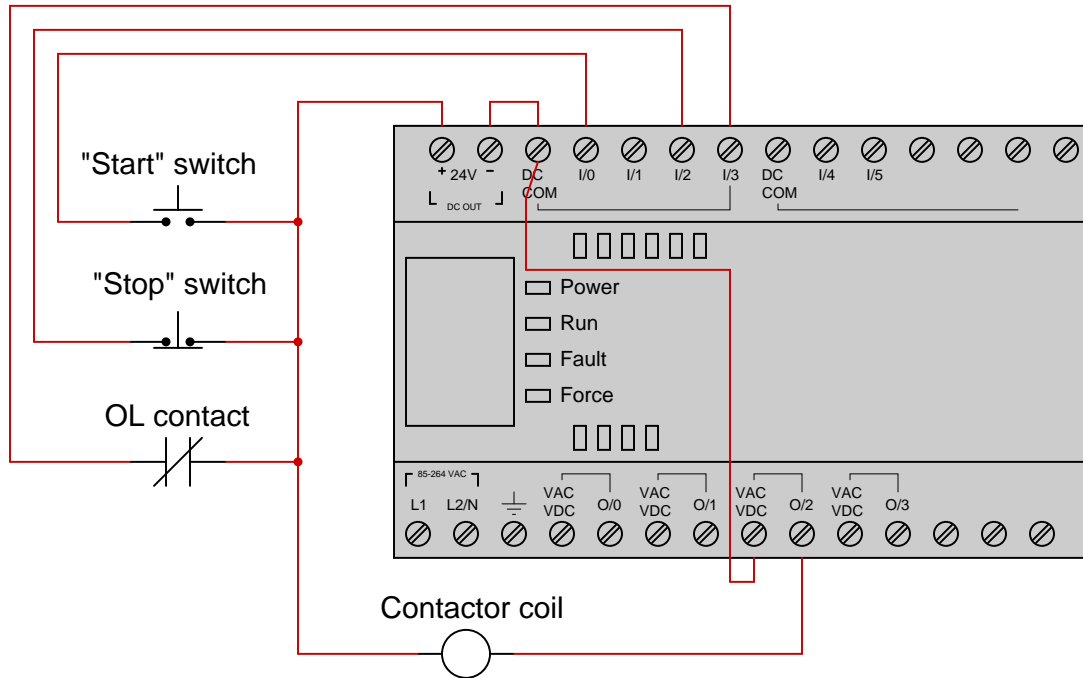 "Start" switch
"Stop" switch
OL contact
+ 24V -
DC OUT
DC
COM
I/0
I/1
I/2
I/3
DC
COM
I/4
I/5
Power
Run
Fault
Force
85-264 VAC
L1
L2/N
VAC
VDC
O/0
VAC
VDC
O/1
VAC
VDC
O/2
VAC
VDC
O/3
Contactor coil